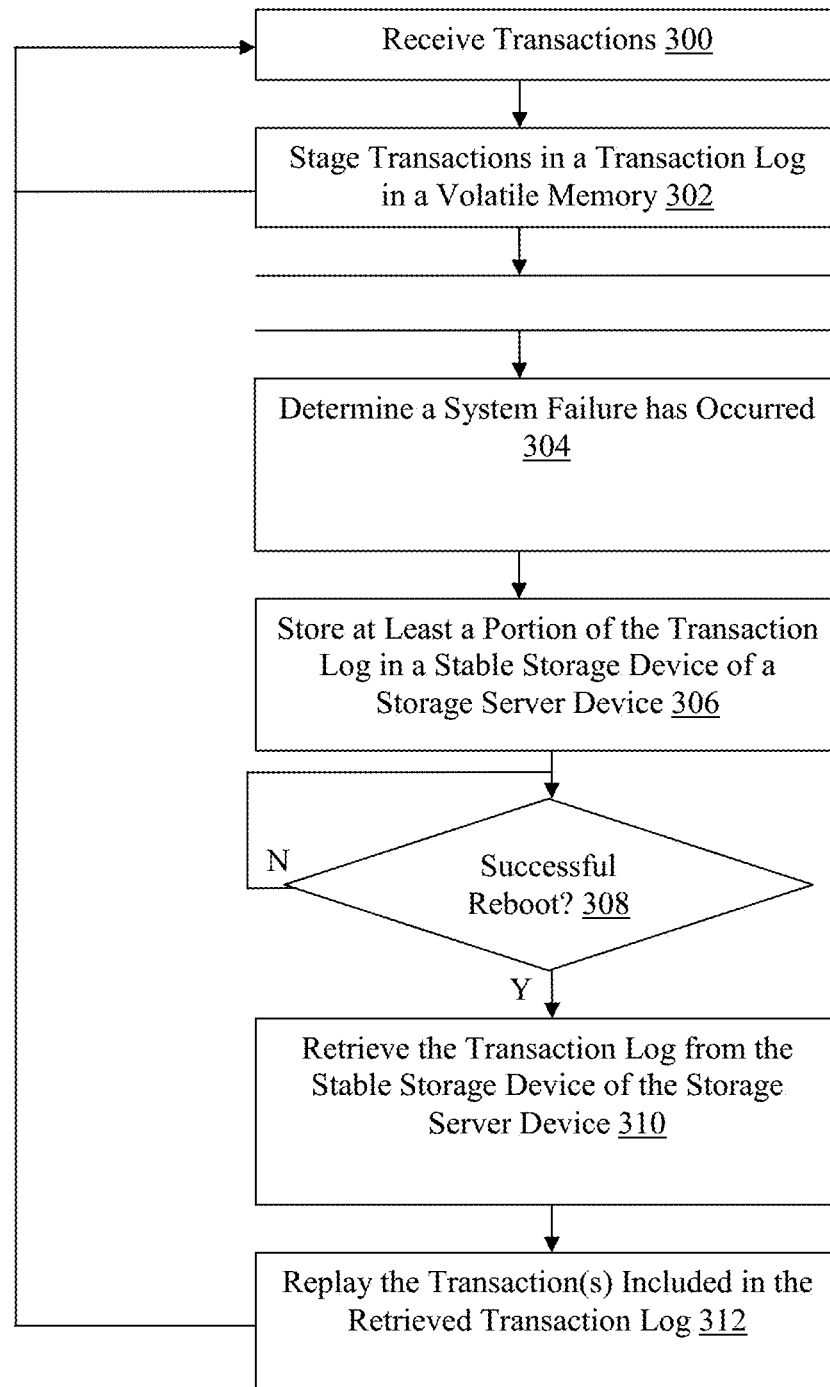 Receive Transactions 300
Stage Transactions in a Transaction Log
in a Volatile Memory 302
Determine a System Failure has Occurred
304
Store at Least a Portion of the Transaction
Log in a Stable Storage Device of a
Storage Server Device 306
N
Successful
Reboot? 308
Y
Retrieve the Transaction Log from the
Stable Storage Device of the Storage
Server Device 310
Replay the Transaction(s) Included in the
Retrieved Transaction Log 312